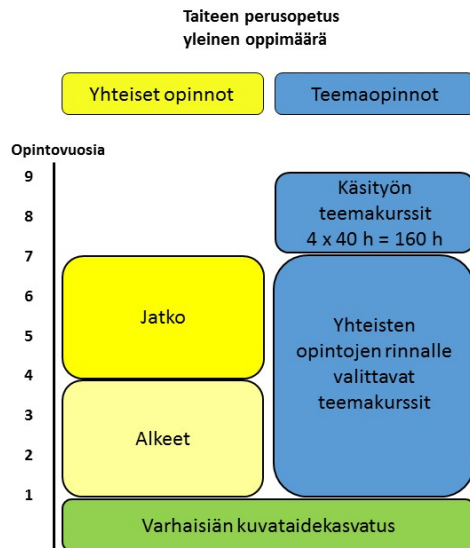 Taiteen perusopetus
yleinen oppimäärä
Yhteiset opinnot
Teemaopinnot
Opintovuosia
9
8
7
6
5
4
3
2
1
Käsityön
teemakurssit
4 x 40 h = 160 h
Jatko
Yhteisten
opintojen rinnalle
valittavat
teemakurssit
Alkeet
Varhaisiän kuvataidekasvatus